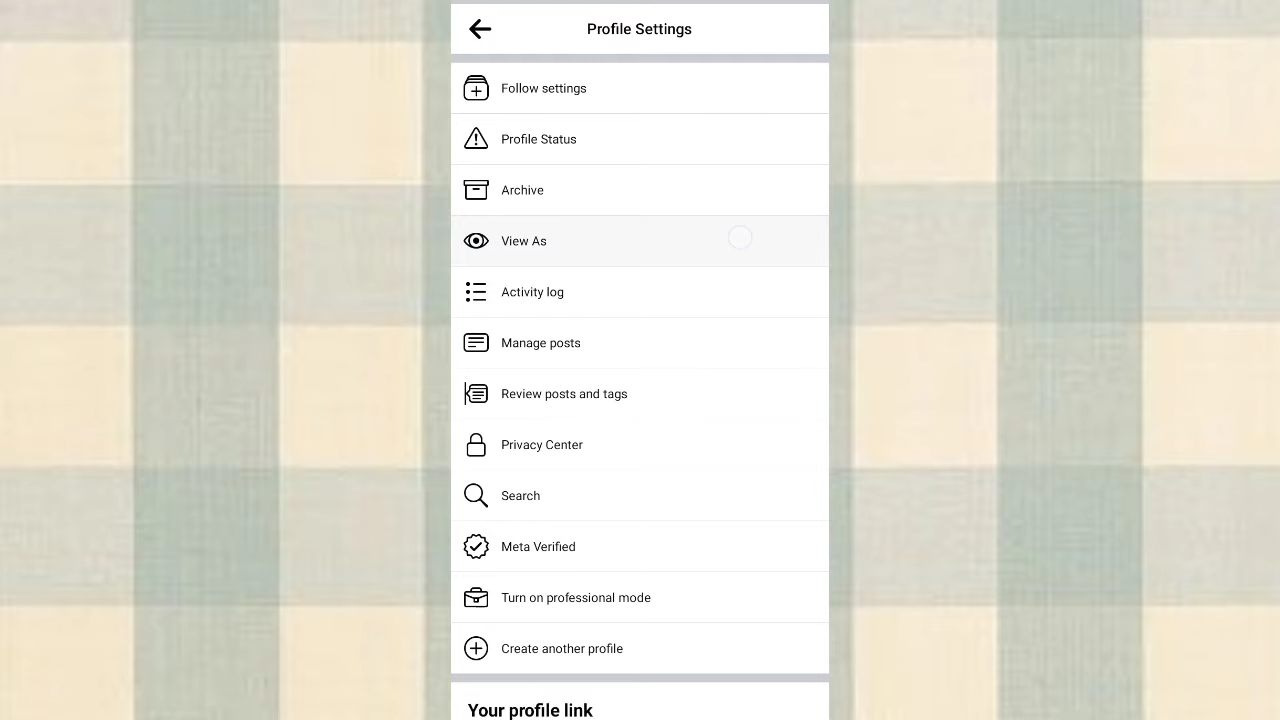 Profile Settings
Follow settings
Profile Status
Archive
View As
Activity log
Manage posts
Review posts and tags
Privacy Center
Search
Meta Verified
Turn on professional mode
Create another profile
Your profile link